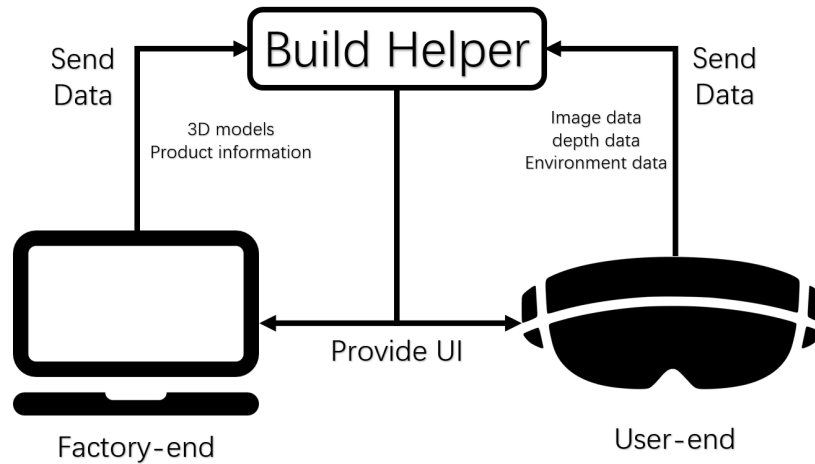 Build Helper
Send
Data
3D models
Product information
Send
Data
Image data
depth data
Environment data
Provide UI
Factory-end
User-end